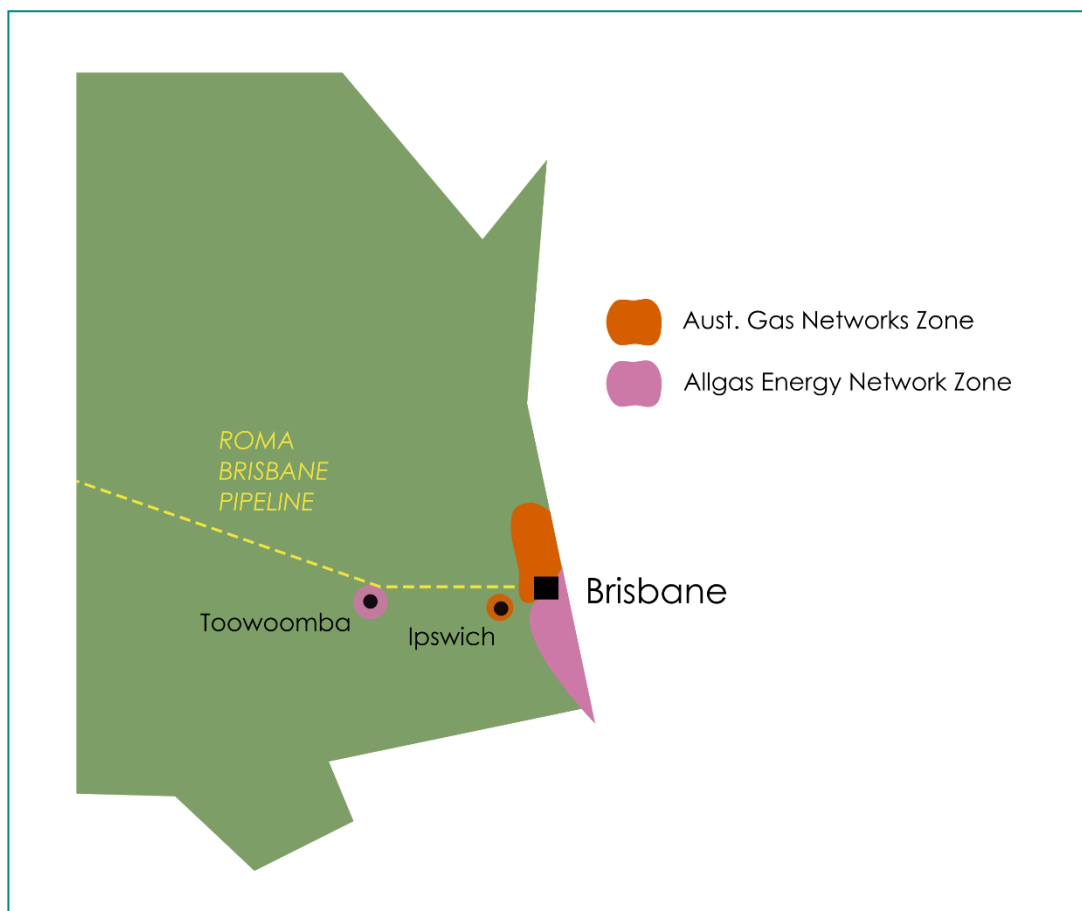 Aust. Gas Networks Zone
Allgas Energy Network Zone
ROMA
BRISBANE
PIPELINE
Brisbane
Toowoomba
Ipswich